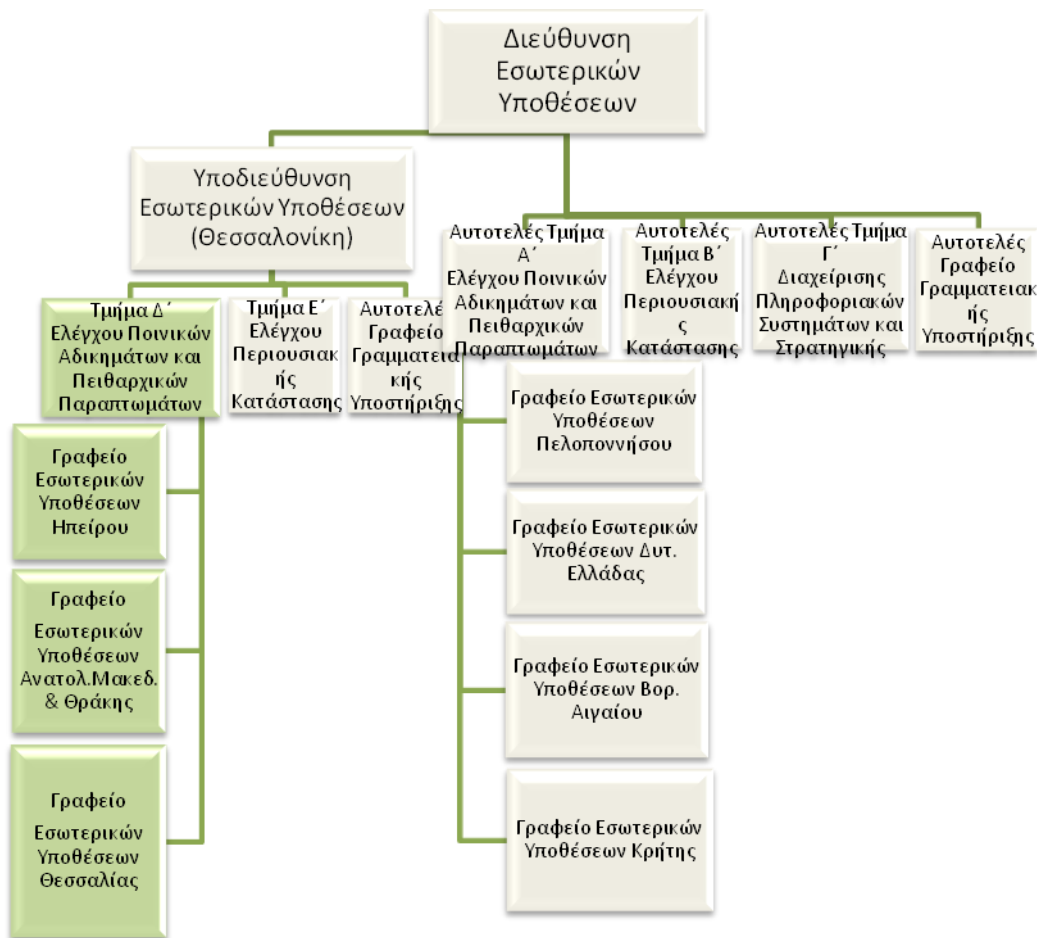 Διεύθυνση
Εσωτερικών
Υποθέσεων
Υποδιεύθυνση
Εσωτερικών Υποθέσεων
(Θεσσαλονίκη)
Αυτοτελές Τμήμα
Α΄
Ελέγχου Ποινικών
Αδικημάτων και
Πειθαρχικών
Παραπτωμάτων
Αυτοτελές
Τμήμα Β΄
Ελέγχου
Περιουσιακή
ς
Κατάστασης
Αυτοτελές Τμήμα
Γ΄
Διαχείρισης
Πληροφοριακών
Συστημάτων και
Στρατηγικής
Αυτοτελές
Γραφείο
Γραμματειακ
ής
Υποστήριξης
Τμήμα Δ΄
Ελέγχου Ποινικών
Αδικημάτων και
Πειθαρχικών
Παραπτωμάτων
Τμήμα Ε΄
Ελέγχου
Περιουσιακ
ής
Κατάστασης
Αυτοτελές
Γραφείο
Γραμματεια
κής
Υποστήριξης
Γραφείο
Εσωτερικών
Υποθέσεων
Ηπείρου
Γραφείο
Εσωτερικών
Υποθέσεων
Ανατολ.Μακεδ.
& Θράκης
Γραφείο
Εσωτερικών
Υποθέσεων
Θεσσαλίας
Γραφείο Εσωτερικών
Υποθέσεων
Πελοποννήσου
Γραφείο Εσωτερικών
Υποθέσεων Δυτ.
Ελλάδας
Γραφείο Εσωτερικών
Υποθέσεων Βορ.
Αιγαίου
Γραφείο Εσωτερικών
Υποθέσεων Κρήτης